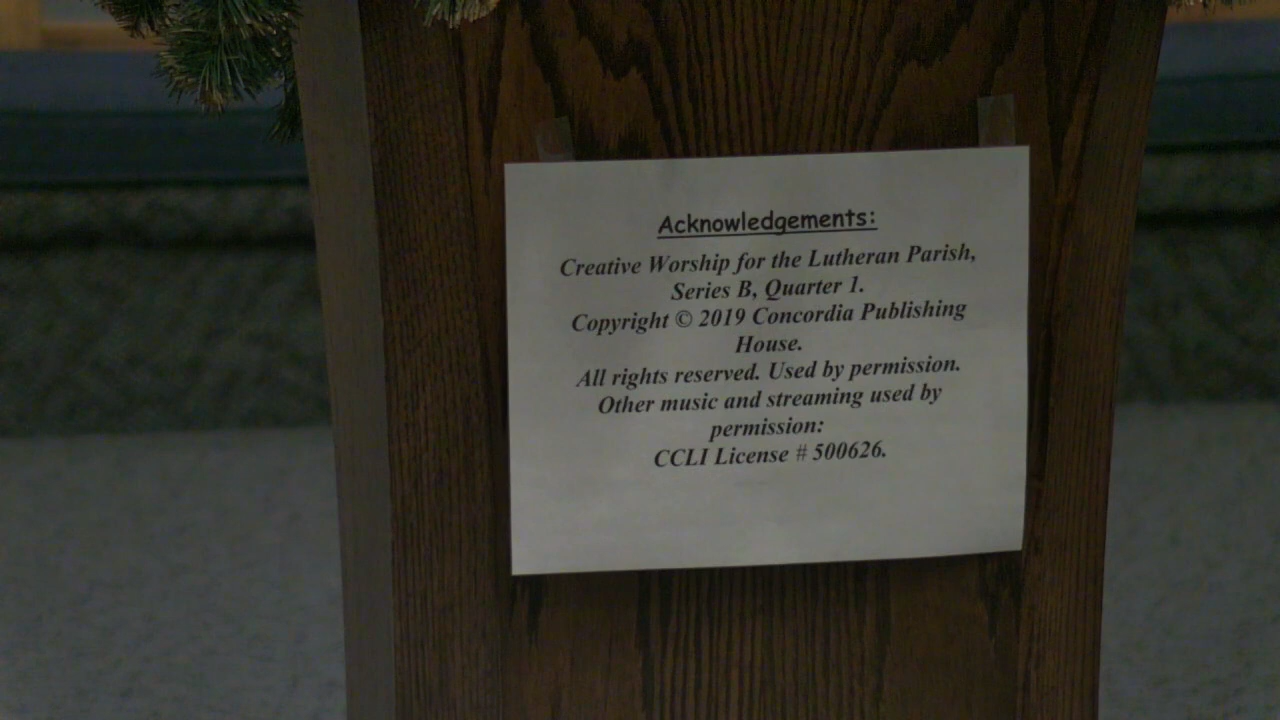 Acknowledgements:
Creative Worship for the Lutheran Parish,
Series B, Quarter 1.
Copyright © 2019 Concordia Publishing
House.
All rights reserved. Used by permission.
Other music and streaming used by
permission:
CCLI License # 500626.